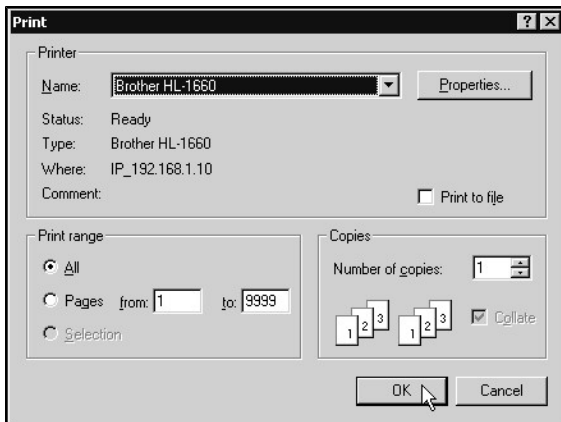 Print
Printer
Name: Brother HL-1660 Properties...
Status: Ready
Type: Brother HL-1660
Where: IP_192.168.1.10
Comment: Print to file
Print range
All
Pages from: 1 to: 9999
Selection
Copies
Number of copies: 1
1 2 3 1 2 3
Collate
OK Cancel